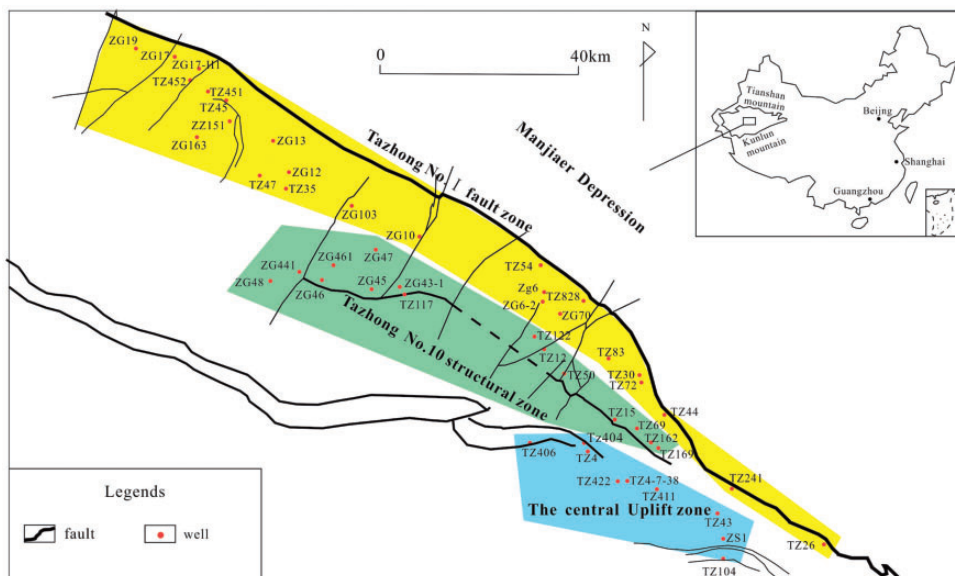 ZG19
ZG17
ZG17-H1
TZ452
TZ451
TZ45
ZZ151
ZG163
ZG13
ZG12
TZ47
TZ35
ZG103
ZG10
0
40km
N
Tazhong No. I fault zone
Manjiaer Depression
Tianshan
mountain
Kunlun
mountain
Beijng
Shanghai
Guangzhou
ZG47
ZG461
ZG441
ZG48
ZG46
ZG45
ZG43-1
TZ117
TZ54
Zg6
TZ828
ZG6-2
ZG70
TZ122
TZ12
TZ50
TZ83
TZ30
TZ72
TZ44
TZ15
TZ69
TZ162
TZ169
Tazhong No.10 structural zone
Tz404
TZ406
TZ4
TZ422
TZ4-7-38
TZ411
TZ241
The central Uplift zone
TZ43
ZS1
TZ26
TZ104
Legends
fault
well